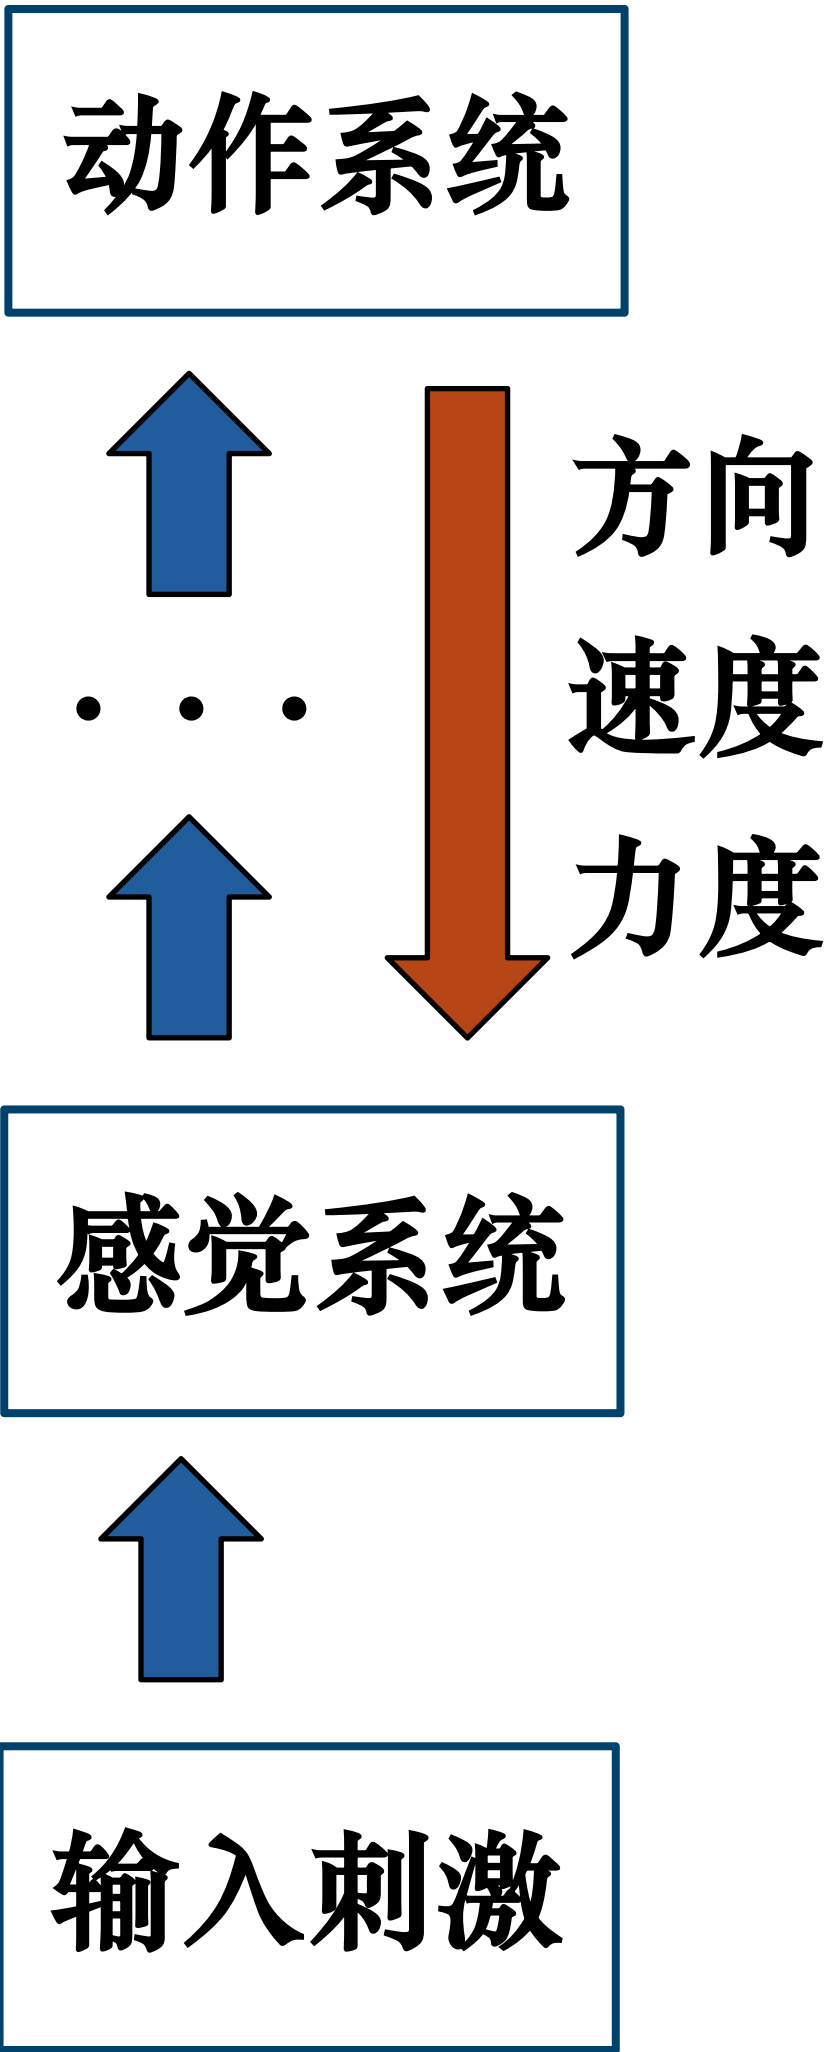 动作系统
方向
速度
力度
. . .
感觉系统
输入刺激